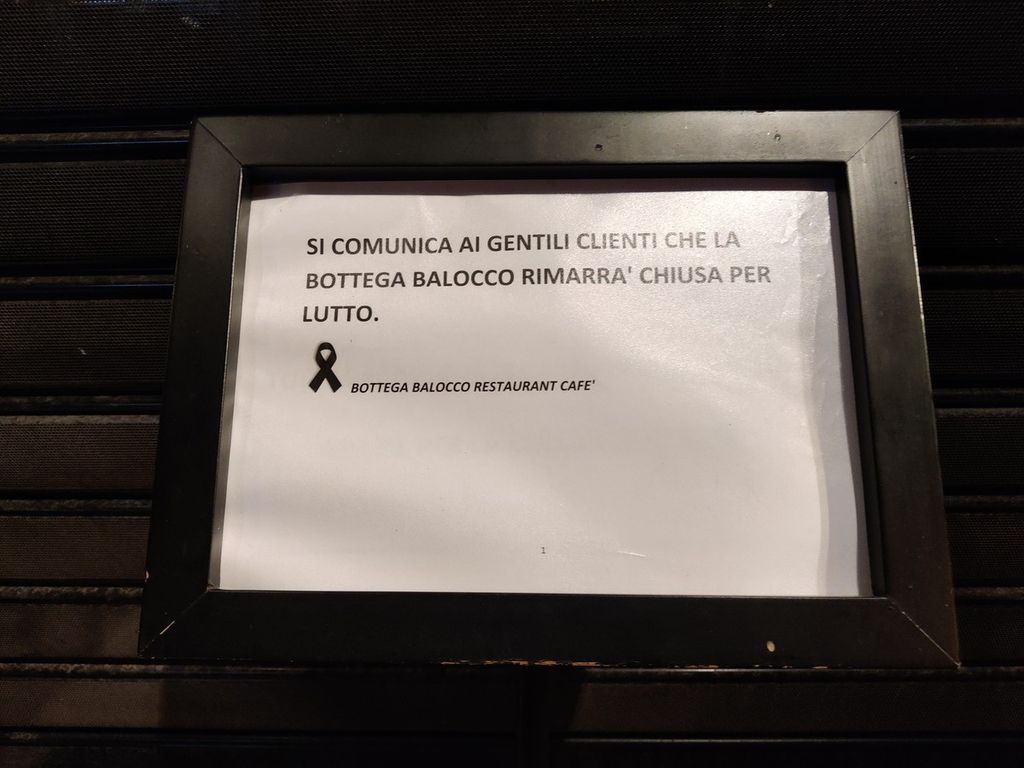 SI COMUNICA AI GENTILI CLIENTI CHE LA
BOTTEGA BALOCCO RIMARRA' CHIUSA PER
LUTTO.
BOTTEGA BALOCCO RESTAURANT CAFE'
1